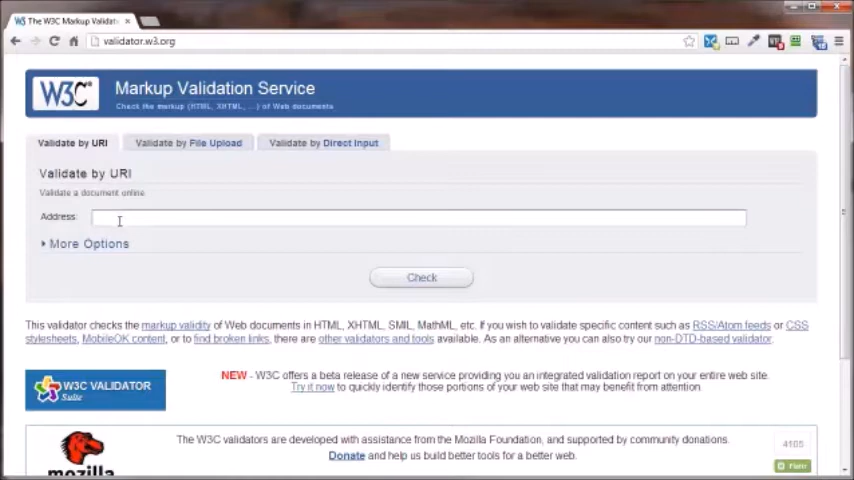 The W3C Markup Validat
validator.w3.org
W3C
Markup Validation Service
Check the markup (HTML, XHTML, ...) of Web documents
Validate by URI
Validate by File Upload
Validate by Direct Input
Validate by URI
Validate a document online
Address:
More Options
Check
This validator checks the markup validity of Web documents in HTML, XHTML, SMIL, MathML, etc. If you wish to validate specific content such as RSS/Atom feeds or CSS
stylesheets, MobileOK content, or to find broken links, there are other validators and tools available. As an alternative you can also try our non-DTD-based validator.
W3C VALIDATOR
Suite
NEW - W3C offers a beta release of a new service providing you an integrated validation report on your entire web site.
Try it now to quickly identify those portions of your web site that may benefit from attention
mozilla
The W3C validators are developed with assistance from the Mozilla Foundation, and supported by community donations.
Donate and help us build better tools for a better web.
4105
Flattr